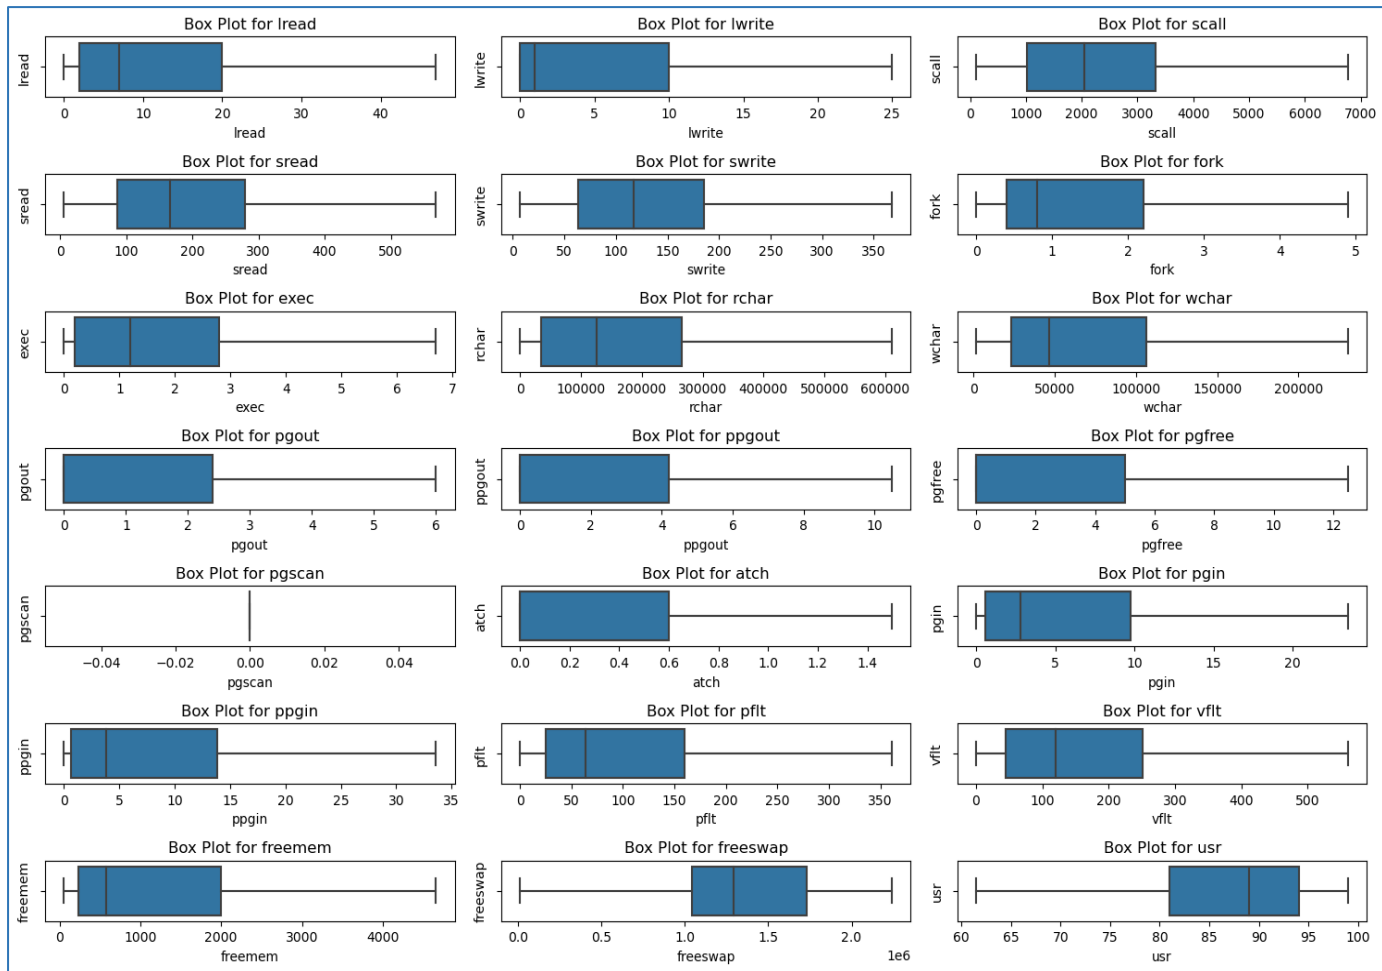 Box Plot for lread
lread
0 10 20 30 40
lread
Box Plot for lwrite
lwrite
0 5 10 15 20 25
lwrite
Box Plot for scall
scall
0 1000 2000 3000 4000 5000 6000 7000
scall
Box Plot for sread
sread
0 100 200 300 400 500
sread
Box Plot for swrite
swrite
0 50 100 150 200 250 300 350
swrite
Box Plot for fork
fork
0 1 2 3 4 5
fork
Box Plot for exec
exec
0 1 2 3 4 5 6 7
exec
Box Plot for rchar
rchar
0 100000 200000 300000 400000 500000 600000
rchar
Box Plot for wchar
wchar
0 50000 100000 150000 200000
wchar
Box Plot for pgout
pgout
0 1 2 3 4 5 6
pgout
Box Plot for ppgout
ppgout
0 2 4 6 8 10
ppgout
Box Plot for pgfree
pgfree
0 2 4 6 8 10 12
pgfree
Box Plot for pgscan
pgscan
−0.04 −0.02 0.00 0.02 0.04
pgscan
Box Plot for atch
atch
0.0 0.2 0.4 0.6 0.8 1.0 1.2 1.4
atch
Box Plot for pgin
pgin
0 5 10 15 20
pgin
Box Plot for ppgin
ppgin
0 5 10 15 20 25 30 35
ppgin
Box Plot for pflt
pflt
0 50 100 150 200 250 300 350
pflt
Box Plot for vflt
vflt
0 100 200 300 400 500
vflt
Box Plot for freemem
freemem
0 1000 2000 3000 4000
freemem
Box Plot for freeswap
freeswap
0.0 0.5 1.0 1.5 2.0
freeswap
1e6
Box Plot for usr
usr
60 65 70 75 80 85 90 95 100
usr